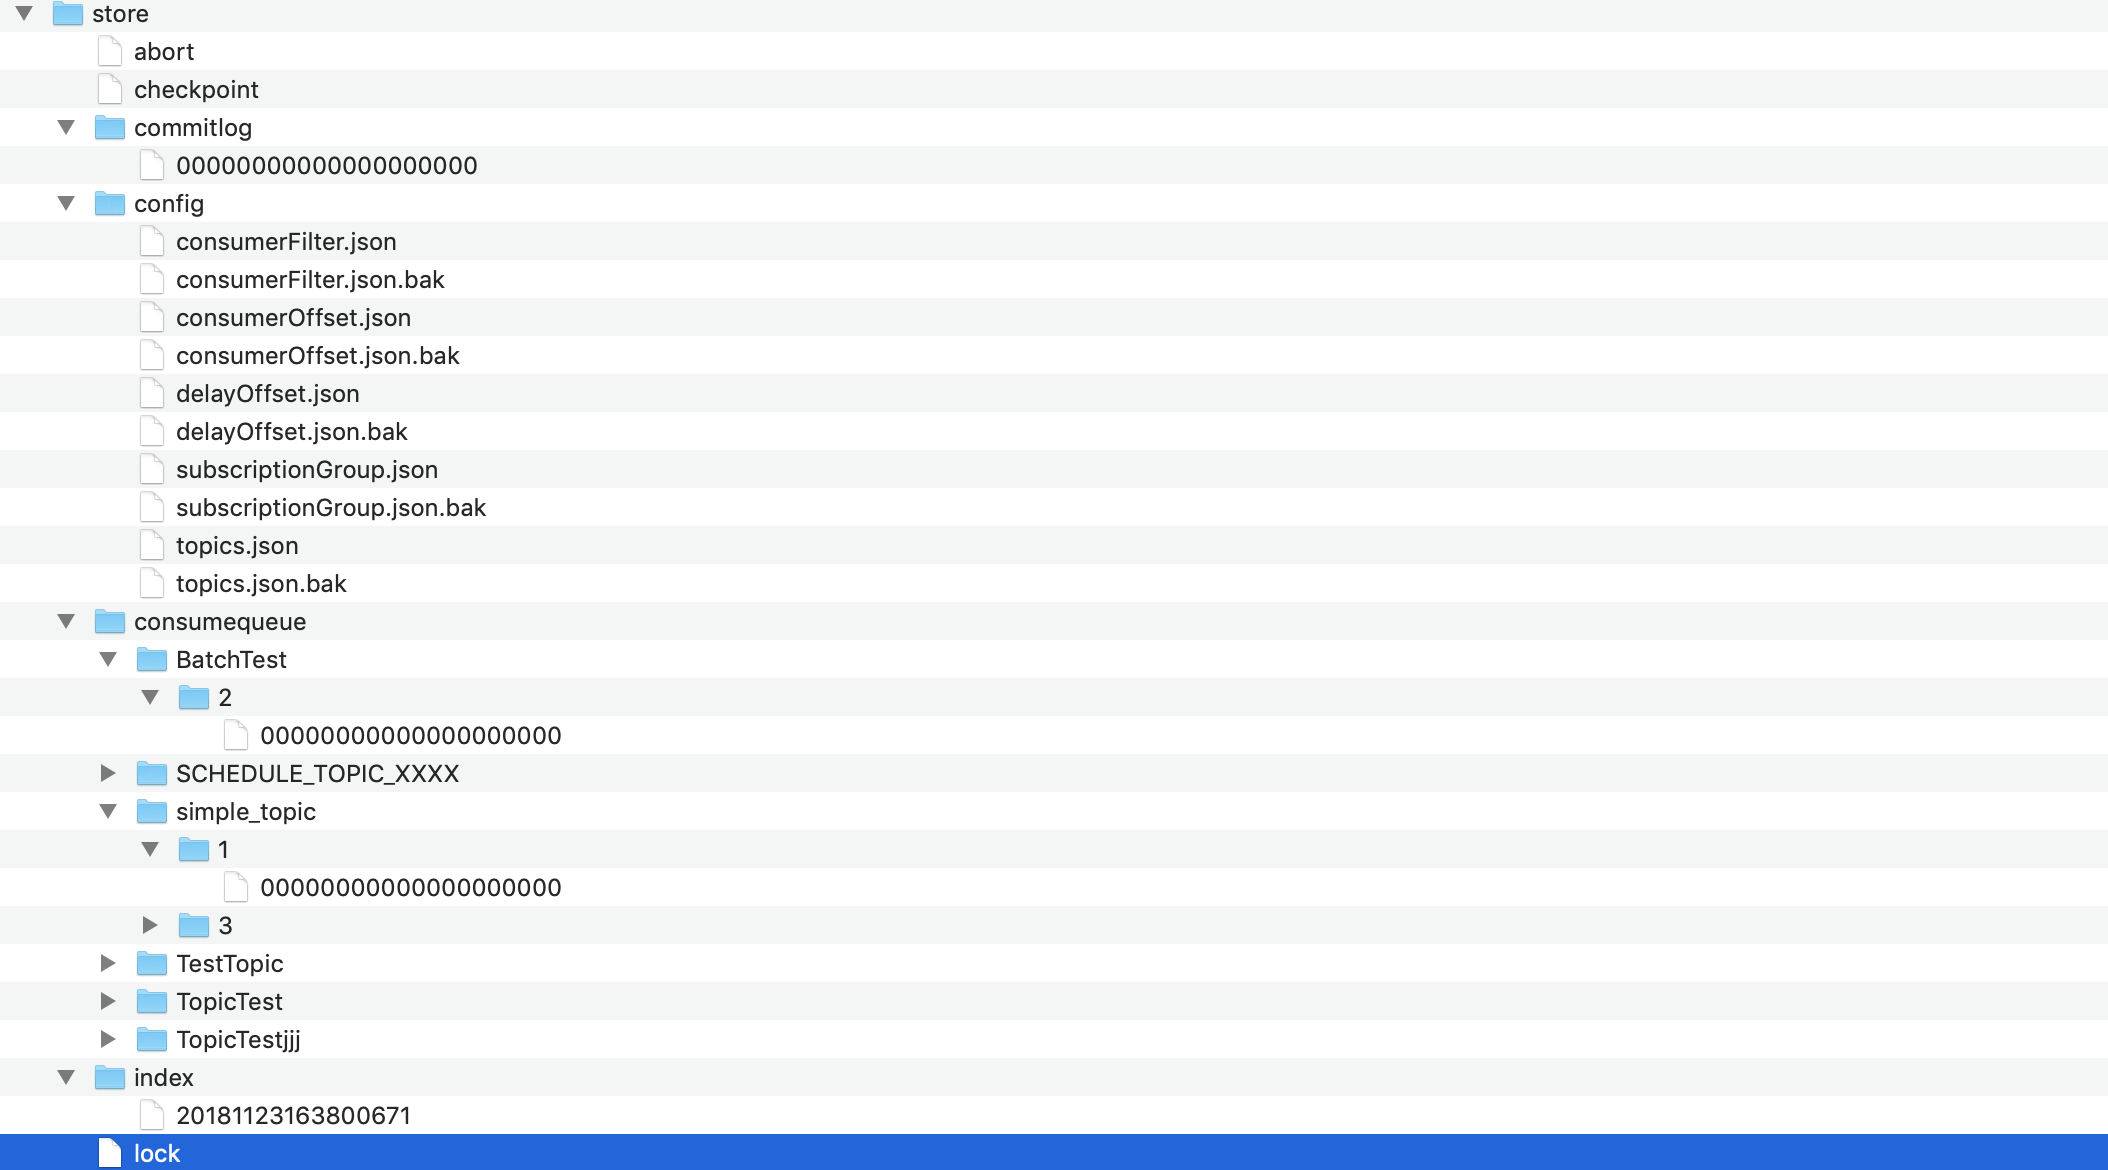 store
abort
checkpoint
commitlog
00000000000000000000
config
consumerFilter.json
consumerFilter.json.bak
consumerOffset.json
consumerOffset.json.bak
delayOffset.json
delayOffset.json.bak
subscriptionGroup.json
subscriptionGroup.json.bak
topics.json
topics.json.bak
consumequeue
BatchTest
2
00000000000000000000
SCHEDULE_TOPIC_XXXX
simple_topic
1
00000000000000000000
3
TestTopic
TopicTest
TopicTestjjj
index
20181123163800671
lock